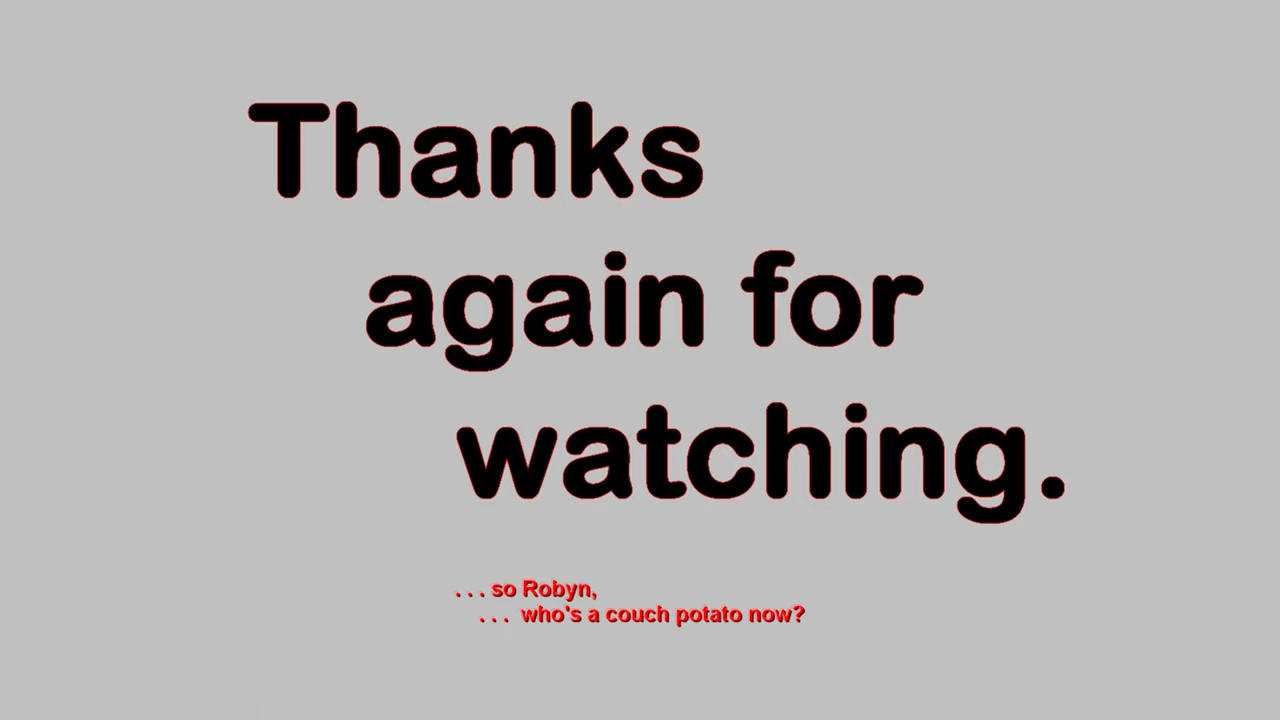 Thanks
again for
watching.
. . . so Robyn,
. . . who's a couch potato now?